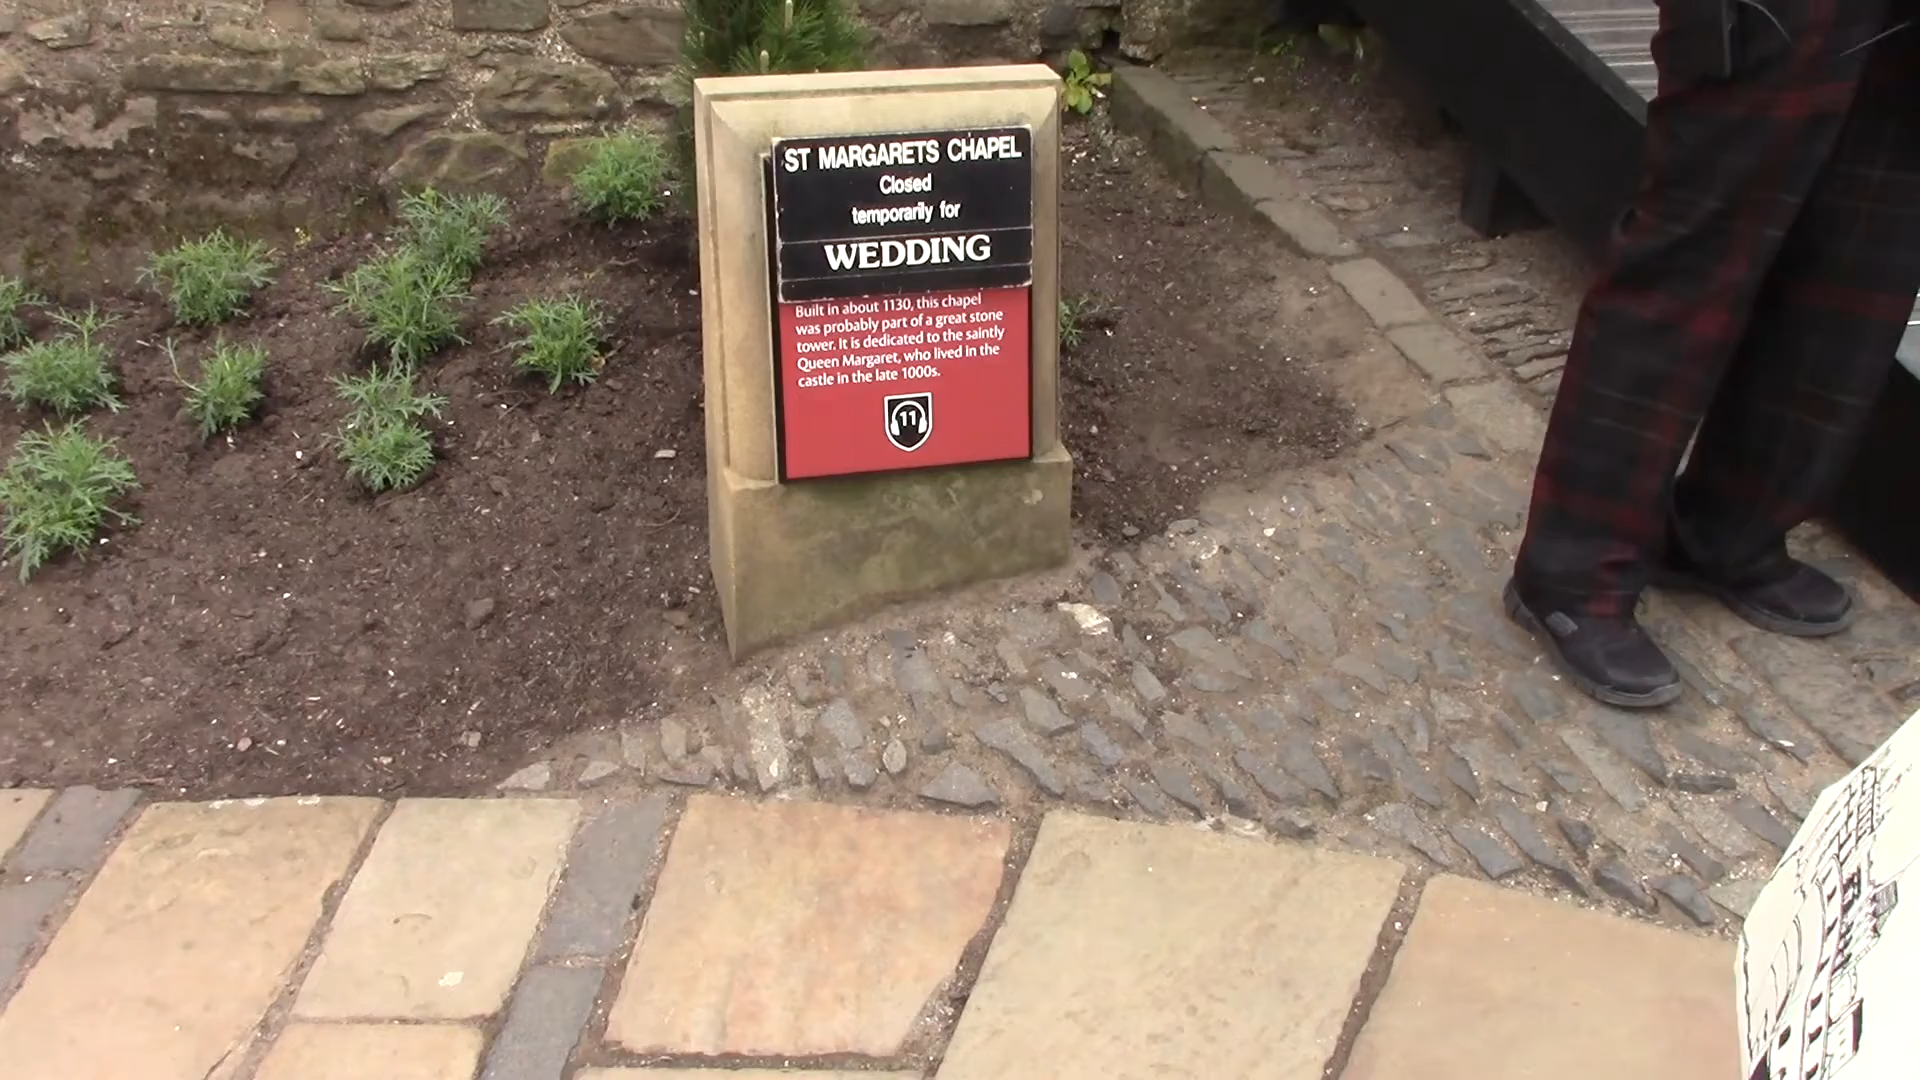 ST MARGARETS CHAPEL
Closed
temporarily for
WEDDING
Built in about 1130, this chapel
was probably part of a great stone
tower. It is dedicated to the saintly
Queen Margaret, who lived in the
castle in the late 1000s.
11